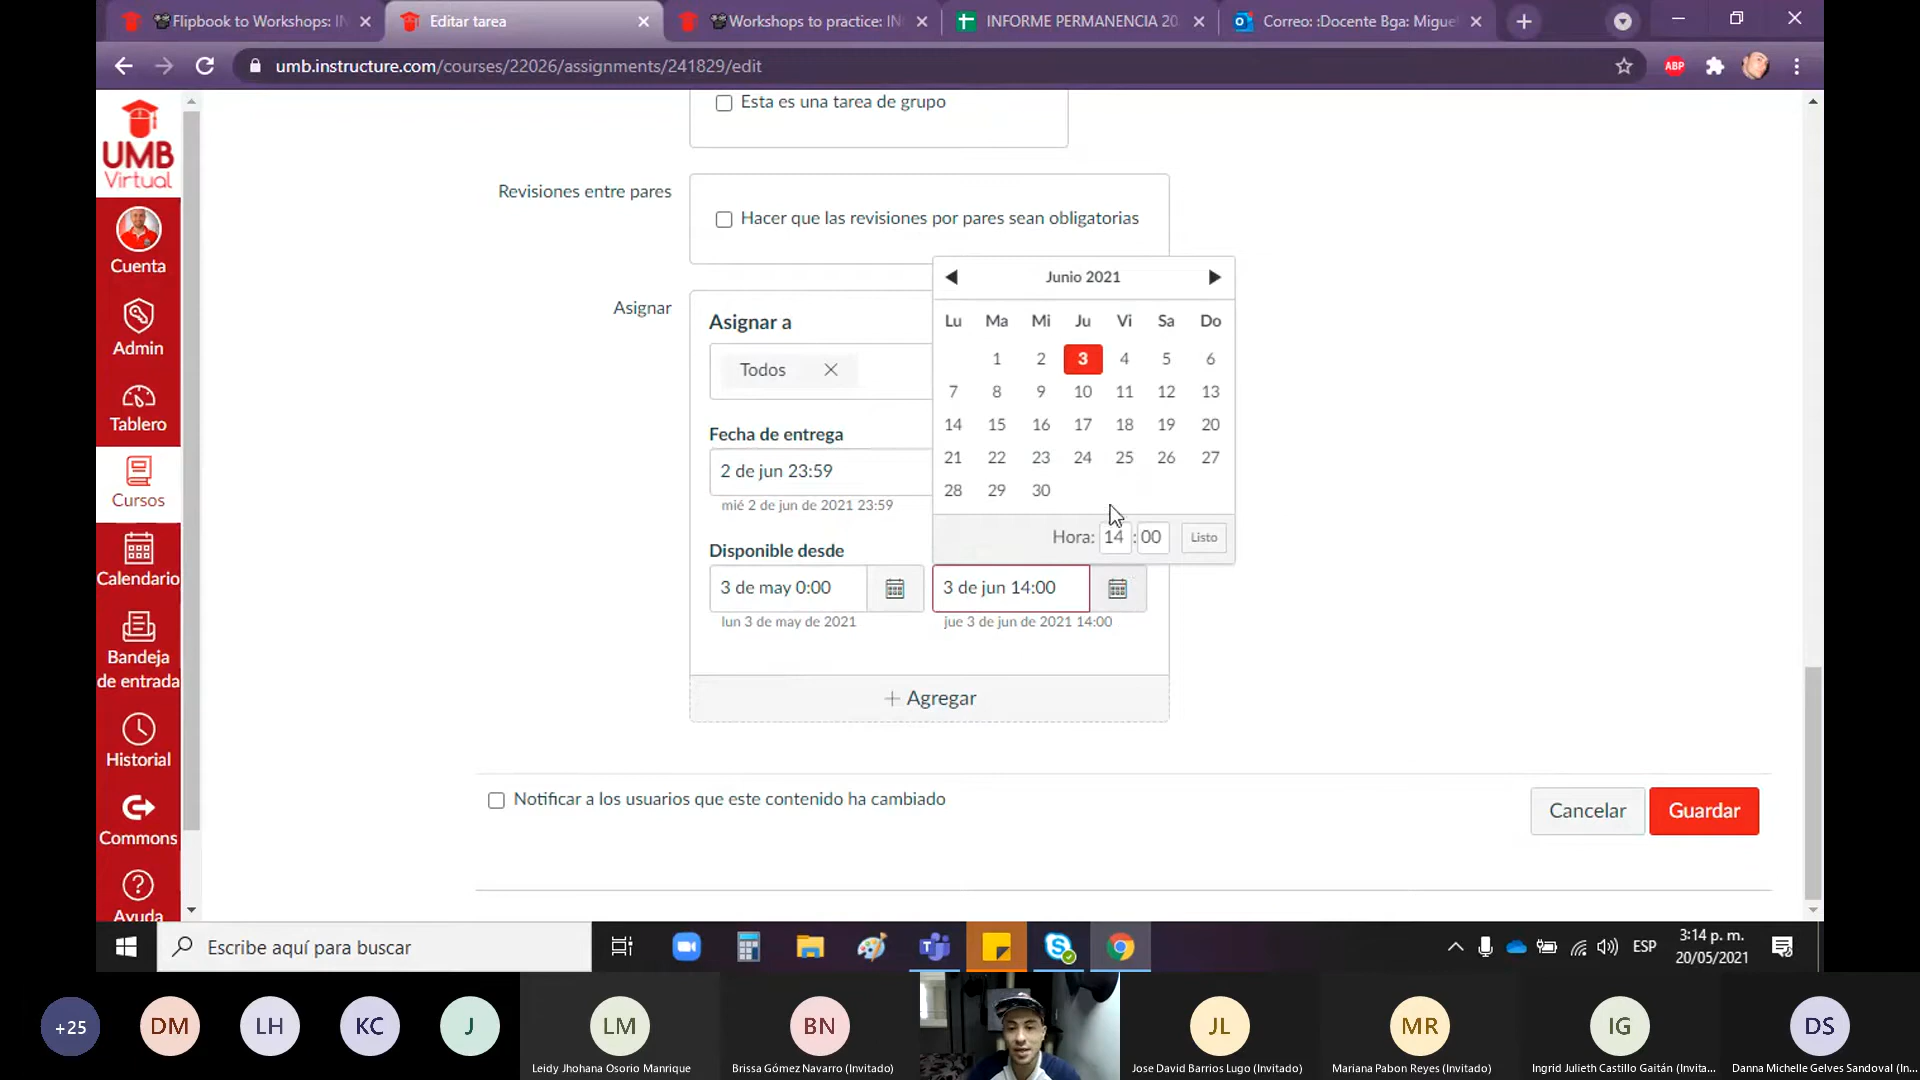 Flipbook to Workshops: IN
Editar tarea
Workshops to practice: IN
INFORME PERMANENCIA 20
Correo: :Docente Bga: Migue
umb.instructure.com/courses/22026/assignments/241829/edit
ABP
UMB
Virtual
Cuenta
Admin
Tablero
Cursos
Calendario
Bandeja
de entrada
Historial
Commons
Ayuda
Esta es una tarea de grupo
Revisiones entre pares
Hacer que las revisiones por pares sean obligatorias
Asignar
Asignar a
Todos
Fecha de entrega
2 de jun 23:59
mié 2 de jun de 2021 23:59
Disponible desde
3 de may 0:00
lun 3 de may de 2021
3 de jun 14:00
jue 3 de jun de 2021 14:00
Junio 2021
Lu Ma Mi Ju Vi Sa Do
1 2 3 4 5 6
7 8 9 10 11 12 13
14 15 16 17 18 19 20
21 22 23 24 25 26 27
28 29 30
Hora: 14 : 00 Listo
+ Agregar
Notificar a los usuarios que este contenido ha cambiado
Cancelar
Guardar
Escribe aquí para buscar
ESP
3:14 p. m.
20/05/2021
+25
DM
LH
KC
J
LM
Leidy Jhohana Osorio Manrique
BN
Brissa Gómez Navarro (Invitado)
JL
Jose David Barrios Lugo (Invitado)
MR
Mariana Pabon Reyes (Invitado)
IG
Ingrid Julieth Castillo Gaitán (Invita...
DS
Danna Michelle Gelves Sandoval (In...